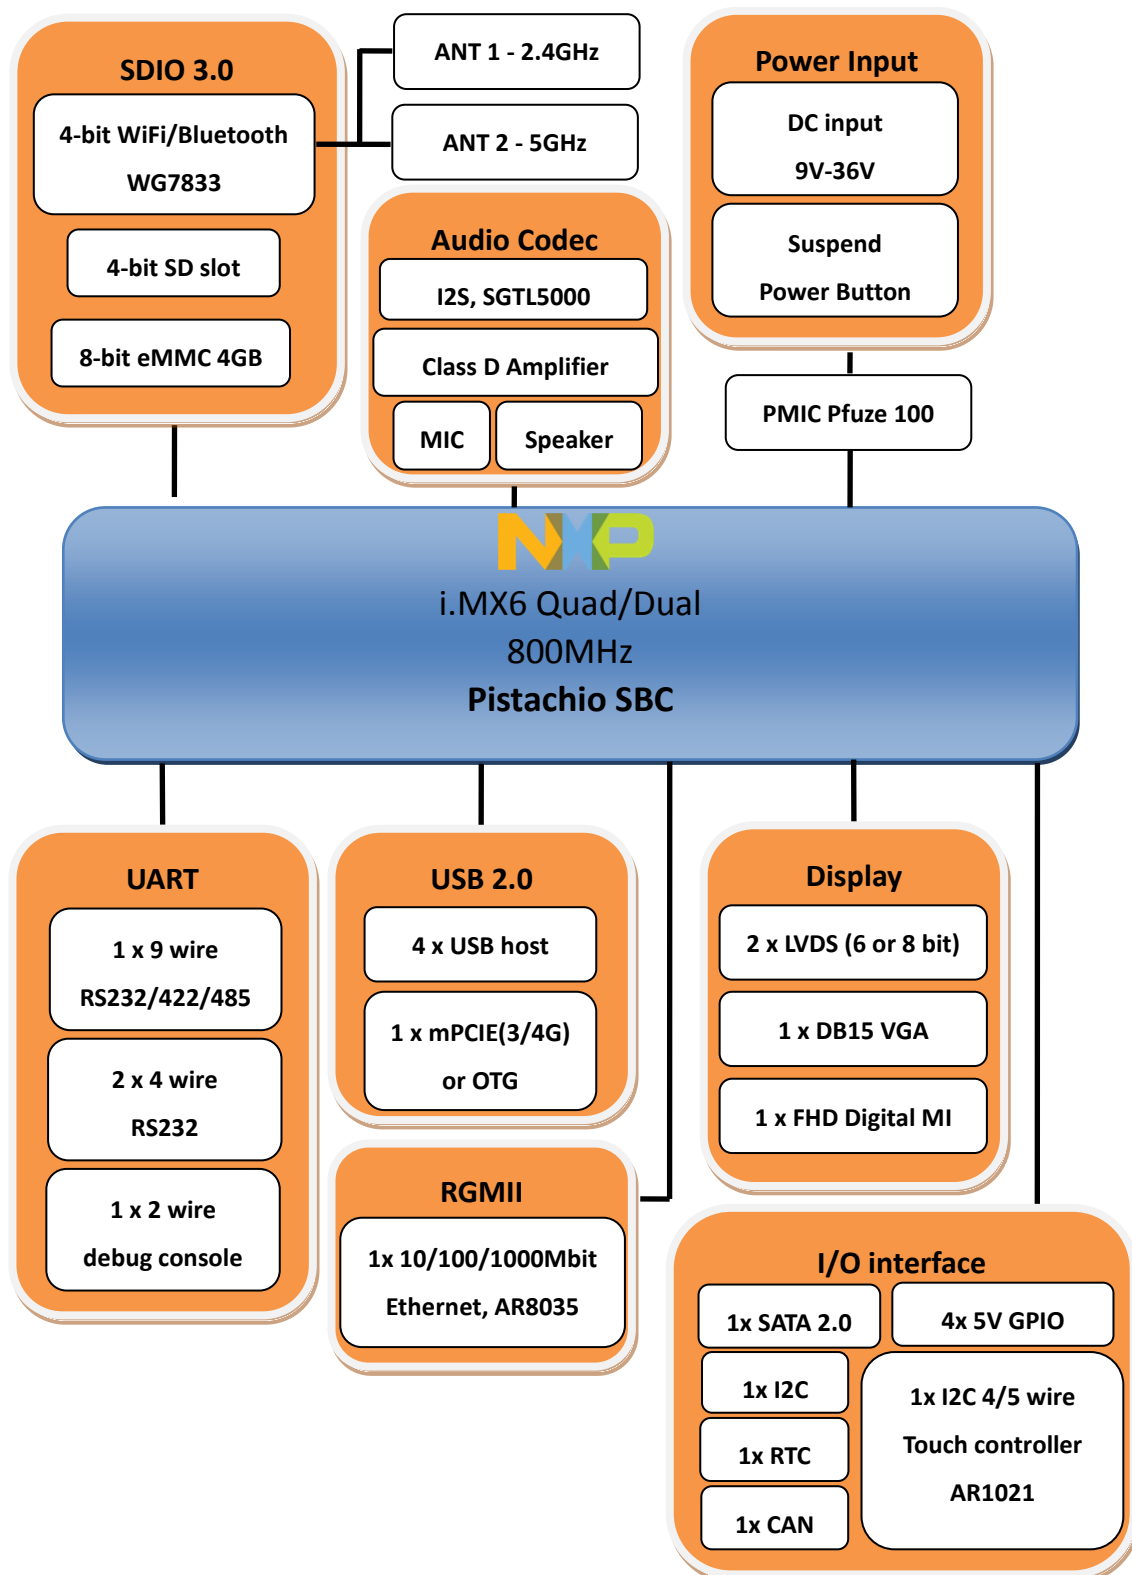 SDIO 3.0
4-bit WiFi/Bluetooth
WG7833
4-bit SD slot
8-bit eMMC 4GB
ANT 1 - 2.4GHz
ANT 2 - 5GHz
Audio Codec
I2S, SGTL5000
Class D Amplifier
MIC
Speaker
Power Input
DC input
9V-36V
Suspend
Power Button
PMIC Pfuze 100
NXP
i.MX6 Quad/Dual
800MHz
Pistachio SBC
UART
1 x 9 wire
RS232/422/485
2 x 4 wire
RS232
1 x 2 wire
debug console
USB 2.0
4 x USB host
1 x mPCIE(3/4G)
or OTG
RGMII
1x 10/100/1000Mbit
Ethernet, AR8035
Display
2 x LVDS (6 or 8 bit)
1 x DB15 VGA
1 x FHD Digital MI
I/O interface
1x SATA 2.0
4x 5V GPIO
1x I2C
1x RTC
1x CAN
1x I2C 4/5 wire
Touch controller
AR1021